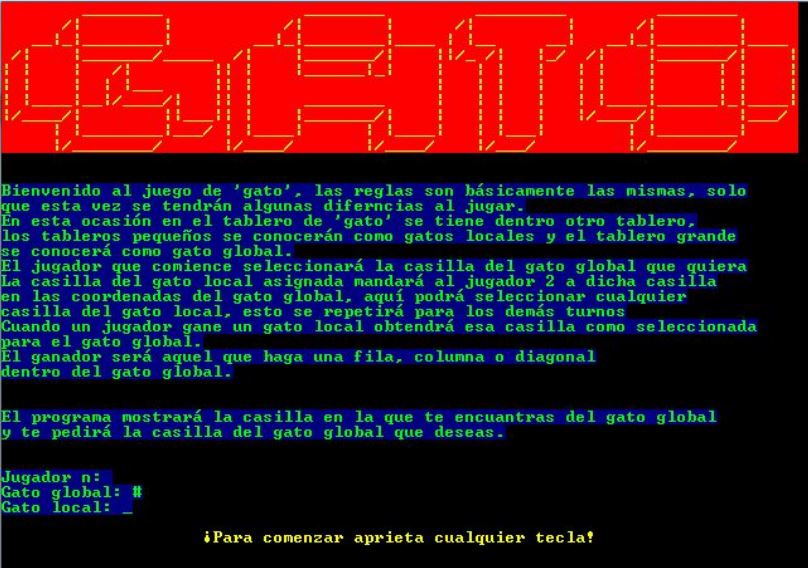 GATO
Bienvenido al juego de 'gato', las reglas son básicamente las mismas, solo
que esta vez se tendrán algunas diferncias al jugar.
En esta ocasión en el tablero de 'gato' se tiene dentro otro tablero,
los tableros pequeños se conocerán como gatos locales y el tablero grande
se conocerá como gato global.
El jugador que comience seleccionará la casilla del gato global que quiera
La casilla del gato local asignada mandará al jugador 2 a dicha casilla
en las coordenadas del gato global, aquí podrá seleccionar cualquier
casilla del gato local, esto se repetirá para los demás turnos
Cuando un jugador gane un gato local obtendrá esa casilla como seleccionada
para el gato global.
El ganador será aquel que haga una fila, columna o diagonal
dentro del gato global.
El programa mostrará la casilla en la que te encuantras del gato global
y te pedirá la casilla del gato global que deseas.
Jugador n:
Gato global: #
Gato local: _
¡Para comenzar aprieta cualquier tecla!